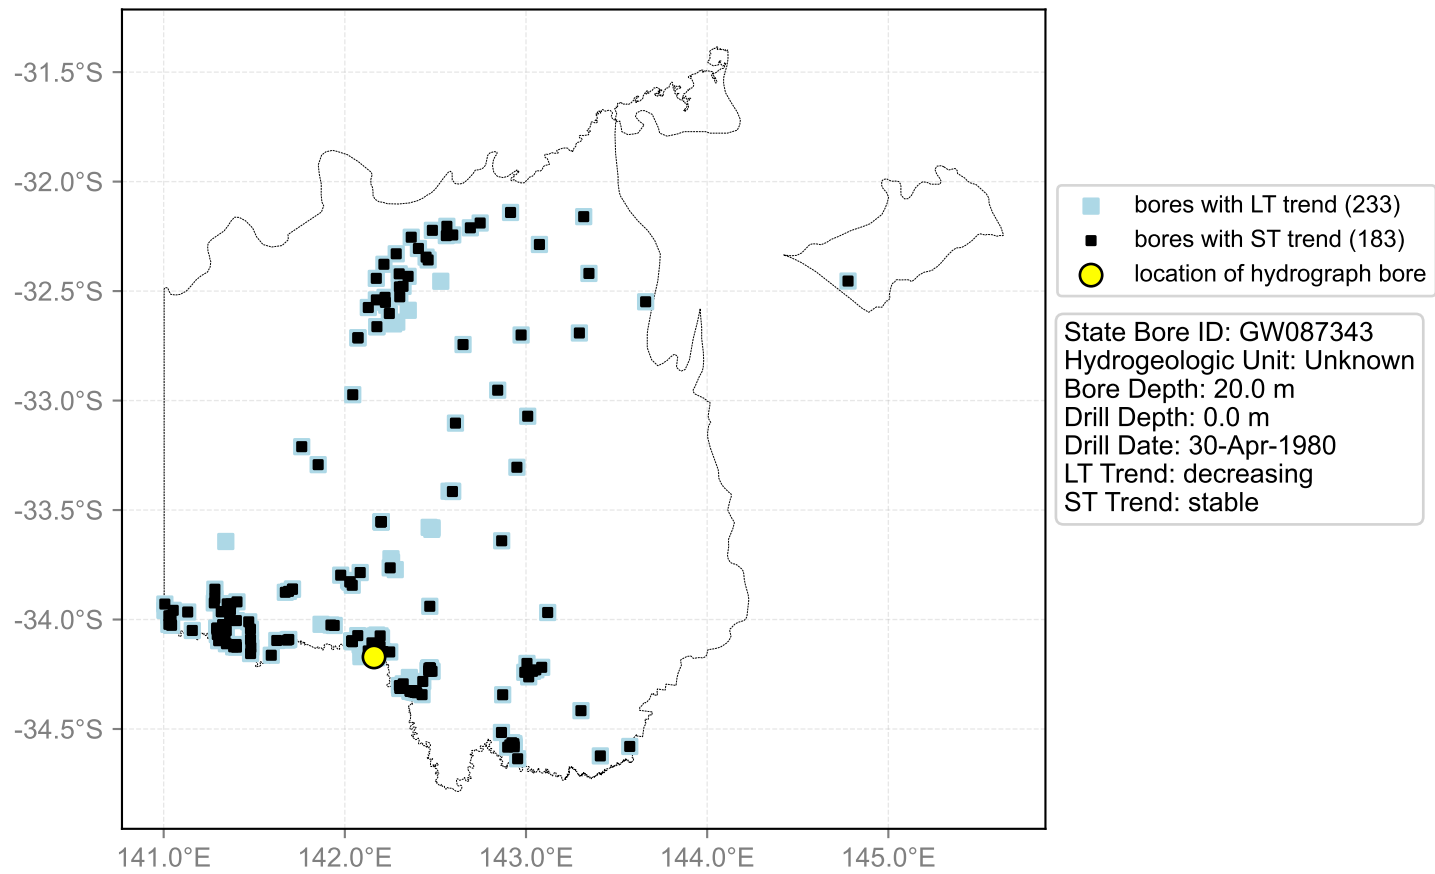 -31.5°S
-32.0°S
-32.5°S
-33.0°S
-33.5°S
-34.0°S
-34.5°S
141.0°E
142.0°E
143.0°E
144.0°E
145.0°E
bores with LT trend (233)
bores with ST trend (183)
location of hydrograph bore
State Bore ID: GW087343
Hydrogeologic Unit: Unknown
Bore Depth: 20.0 m
Drill Depth: 0.0 m
Drill Date: 30-Apr-1980
LT Trend: decreasing
ST Trend: stable